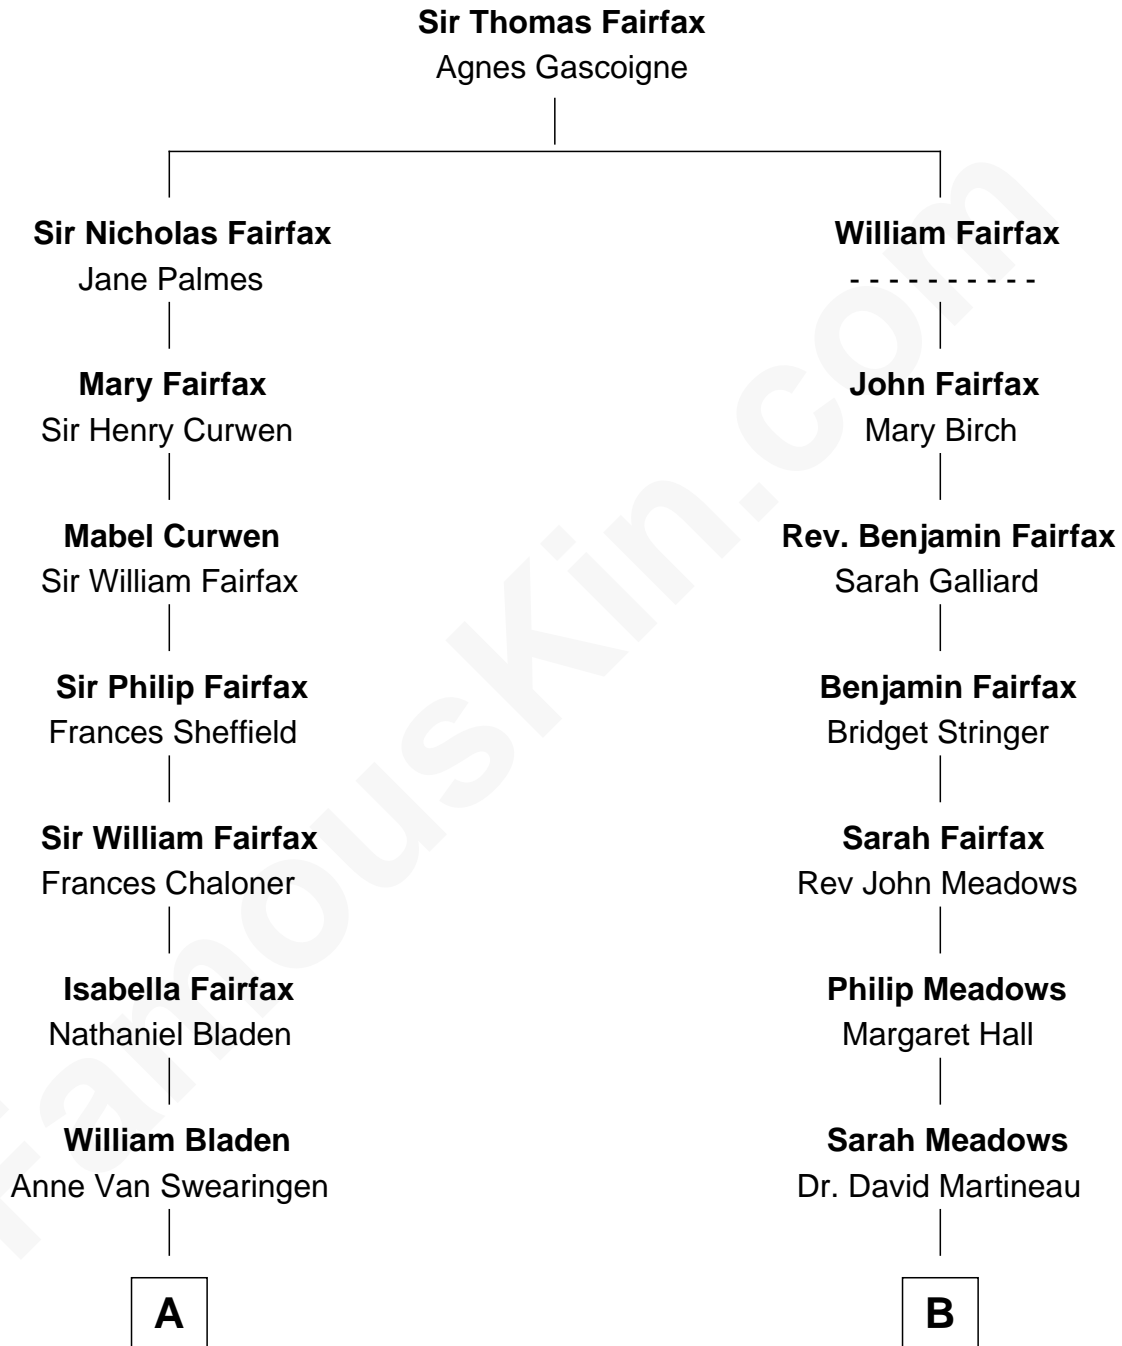 Sir Thomas Fairfax
Agnes Gascoigne
Sir Nicholas Fairfax
Jane Palmes
William Fairfax
- - - - - - - - - -
Mary Fairfax
Sir Henry Curwen
John Fairfax
Mary Birch
Mabel Curwen
Sir William Fairfax
Rev. Benjamin Fairfax
Sarah Galliard
Sir Philip Fairfax
Frances Sheffield
Benjamin Fairfax
Bridget Stringer
Sir William Fairfax
Frances Chaloner
Sarah Fairfax
Rev John Meadows
Isabella Fairfax
Nathaniel Bladen
Philip Meadows
Margaret Hall
William Bladen
Anne Van Swearingen
Sarah Meadows
Dr. David Martineau
A
B
FamousKin.com